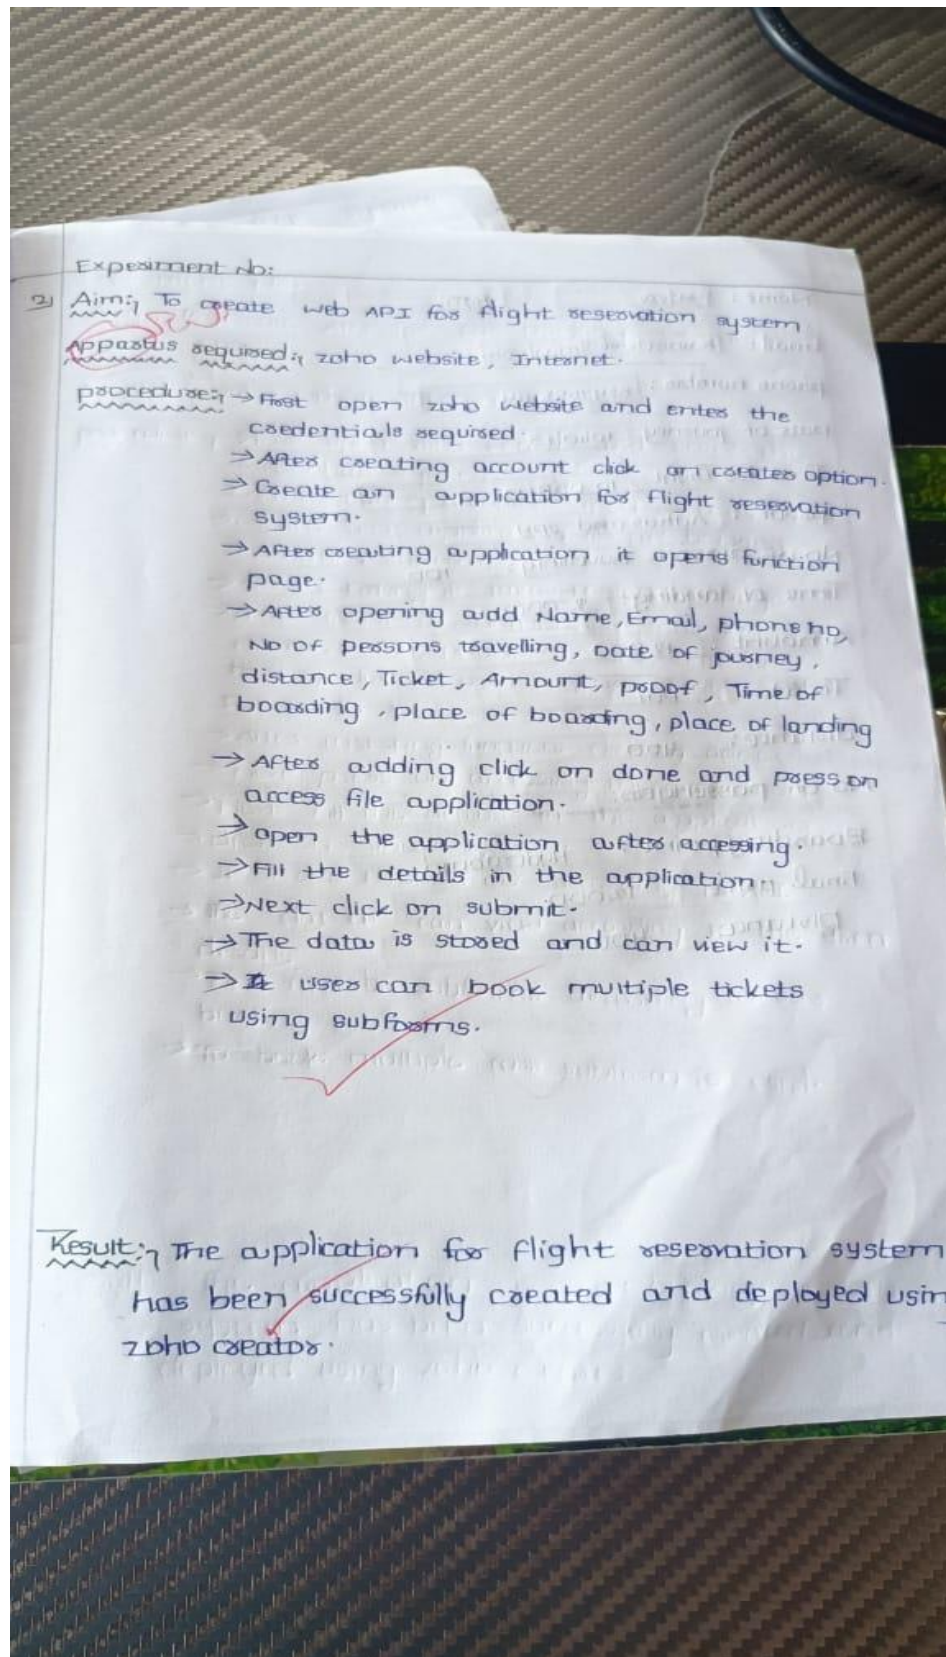 Experiment No:
2) Aim:, To create web API for flight reservation system
Appartus required:, zoho website, Internet.
procedure:, → First open zoho website and enter the
credentials required.
→ After creating account click on creater option.
→ Create an application for flight reservation
system.
→ After creating application it opens function
page.
→ After opening add Name, Email, phone no,
No of persons travelling, Date of journey,
distance, Ticket, Amount, proof, Time of
boarding, place of boarding, place of landing
→ After adding click on done and press on
access file application.
→ open the application after accessing.
→ Fill the details in the application.
→ Next click on submit.
→ The data is stored and can view it.
→ user can book multiple tickets
using subforms.
Result:, The application for flight reservation system
has been successfully created and deployed usin
zoho creator.